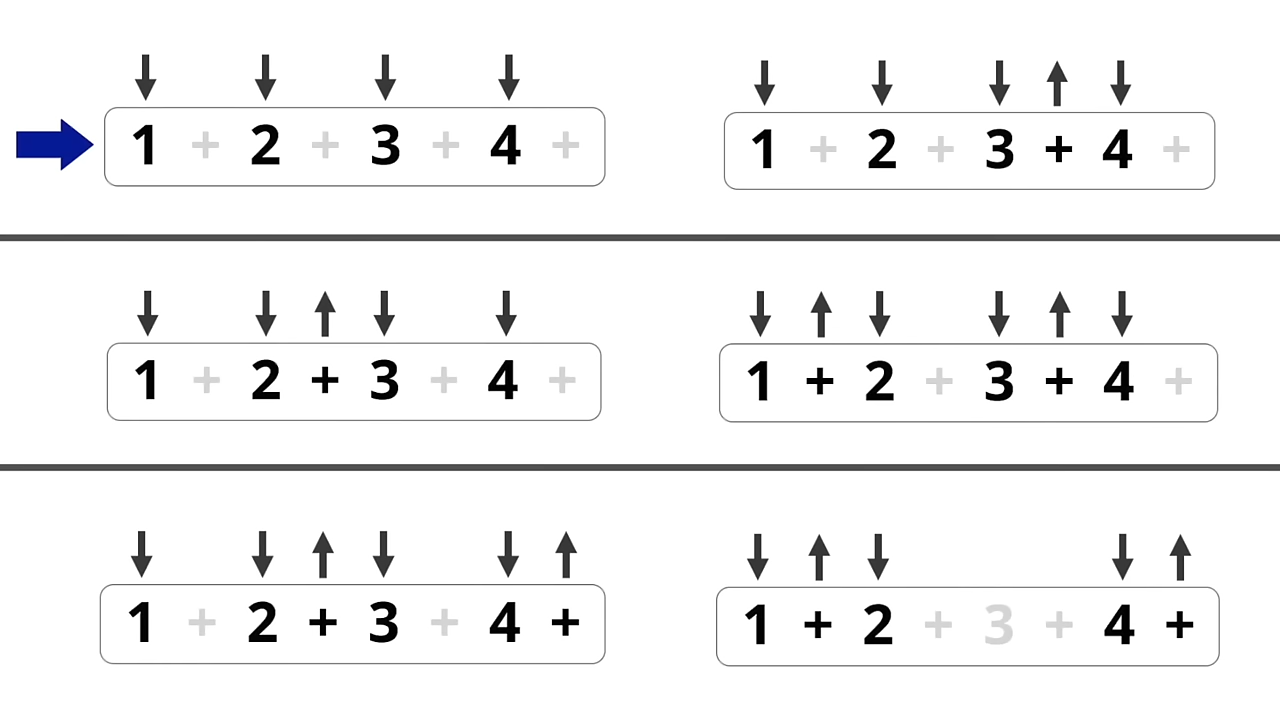 1 + 2 + 3 + 4 +
1 + 2 + 3 + 4 +
1 + 2 + 3 + 4 +
1 + 2 + 3 + 4 +
1 + 2 + 3 + 4 +
1 + 2 + 3 + 4 +